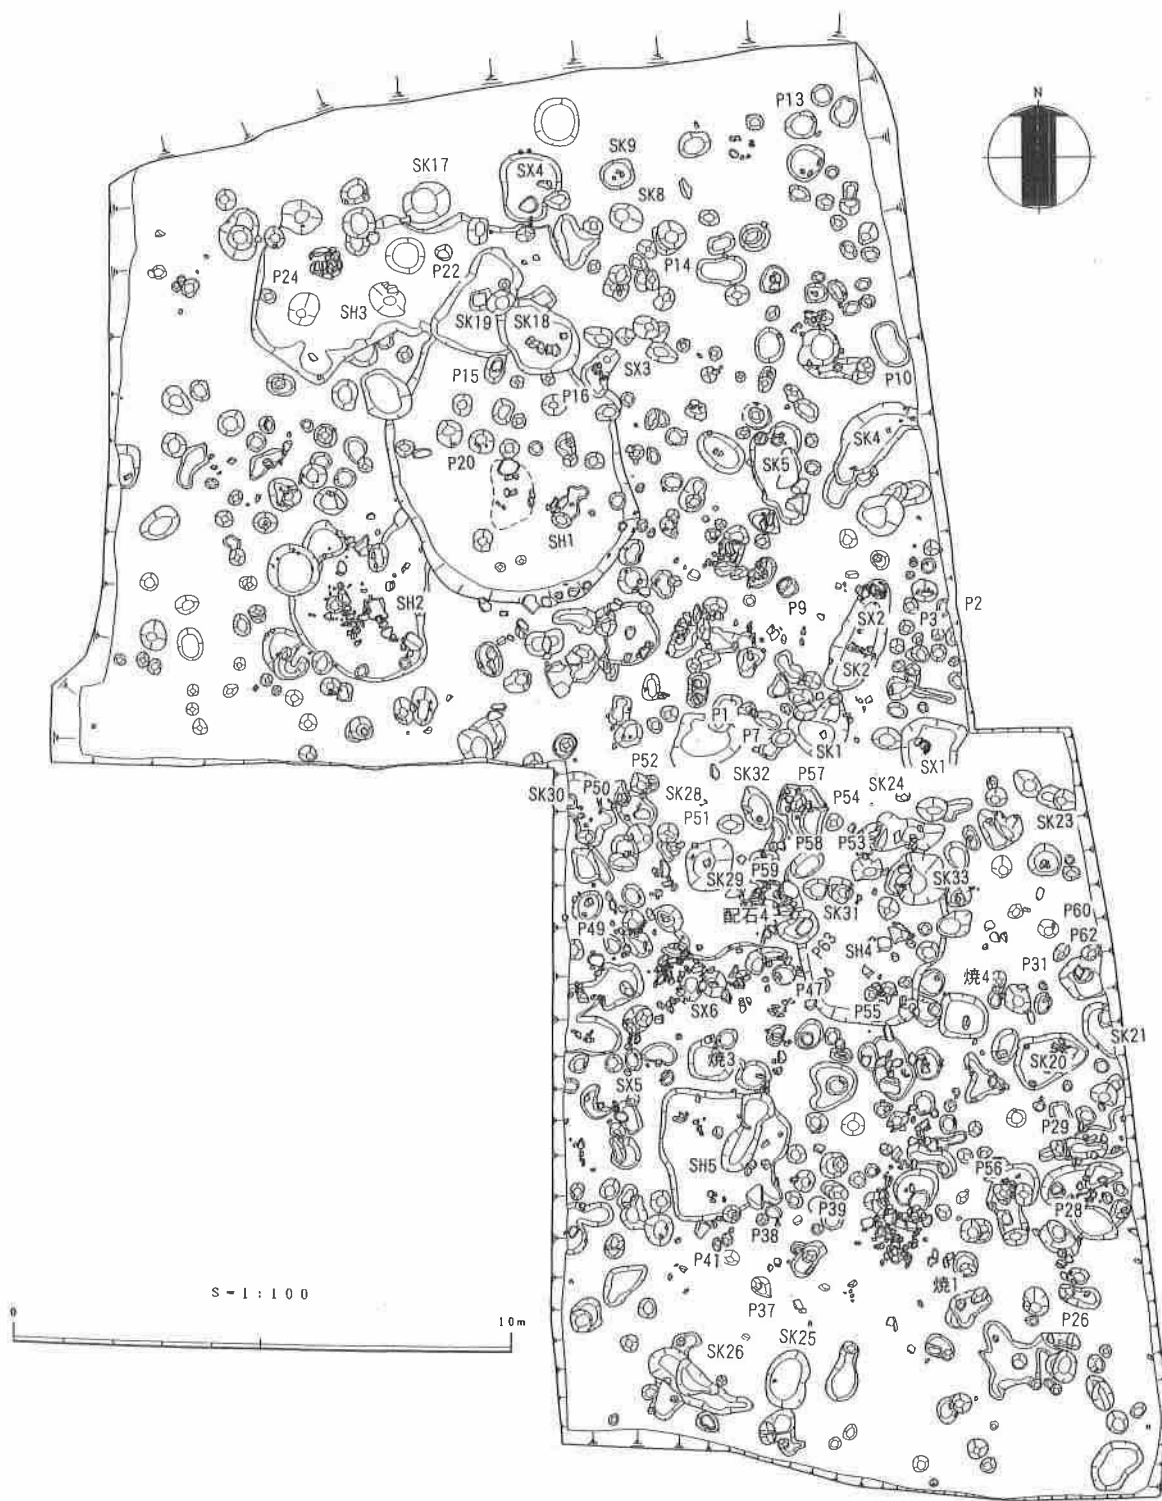 N
P13
SK9
SK17
SX4
SK8
P24
P22
P14
SH3
SK19
SK18
SX3
P15
P16
P10
SK4
P20
SK5
SH1
SH2
P9
P2
SX2
P3
SK2
P1
P7
SK1
SX1
P52
SK32
P57
SK30
P50
SK28
P54
SK24
P51
SK23
P58
P53
P59
SK29
SK33
配石4
SK31
P49
P63
SH4
P60
P62
焼4
P31
P47
P55
SX6
SK21
焼3
SK20
SX5
P29
SH5
P56
P39
P28
P38
P41
焼1
P37
P26
S=1:100
0
10m
SK26
SK25